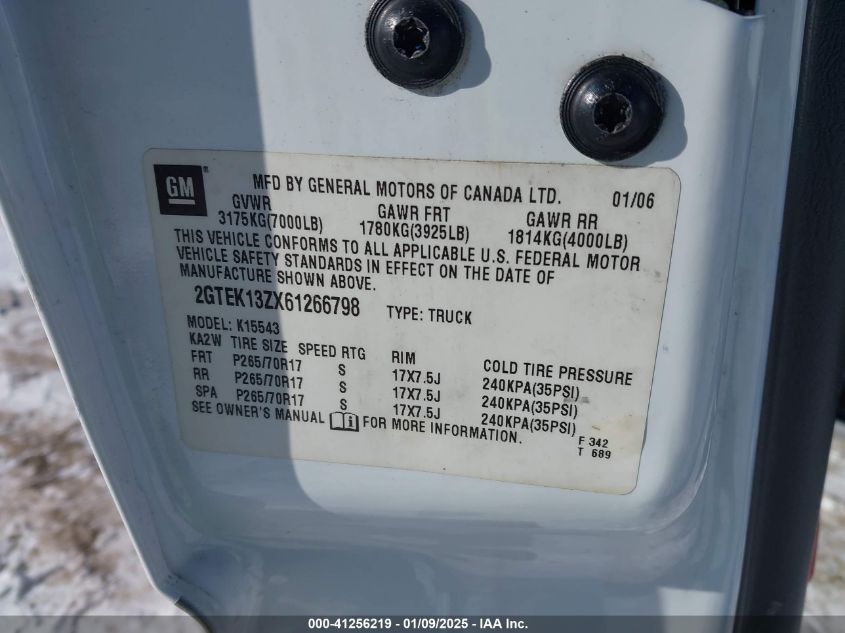 GM MFD BY GENERAL MOTORS OF CANADA LTD. 01/06
GVWR GAWR FRT GAWR RR
3175KG(7000LB) 1780KG(3925LB) 1814KG(4000LB)
THIS VEHICLE CONFORMS TO ALL APPLICABLE U.S. FEDERAL MOTOR
VEHICLE SAFETY STANDARDS IN EFFECT ON THE DATE OF
MANUFACTURE SHOWN ABOVE.
2GTEK13ZX61266798 TYPE: TRUCK
MODEL: K15543
KA2W TIRE SIZE SPEED RTG RIM COLD TIRE PRESSURE
FRT P265/70R17 S 17X7.5J 240KPA(35PSI)
RR P265/70R17 S 17X7.5J 240KPA(35PSI)
SPA P265/70R17 S 17X7.5J 240KPA(35PSI)
SEE OWNER'S MANUAL i FOR MORE INFORMATION.
F 342
T 689
000-41256219 - 01/09/2025 - IAA Inc.